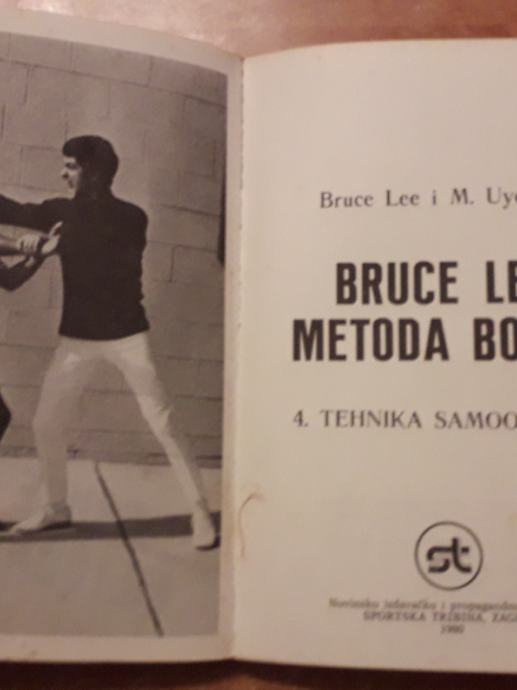 Bruce Lee i M. Uye
BRUCE LE
METODA BO
4. TEHNIKA SAMOO
st
Novinsko izdavačko i propagandno
SPORTSKA TRIBINA, ZAG
1980